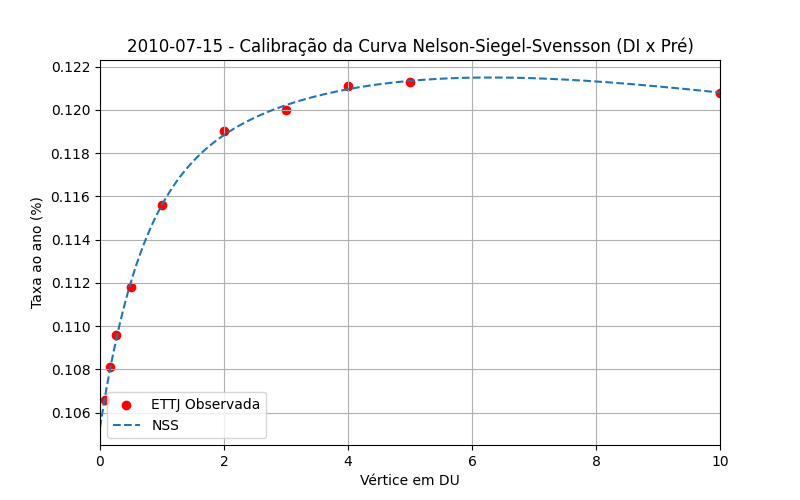 2010-07-15 - Calibração da Curva Nelson-Siegel-Svensson (DI x Pré)
Taxa ao ano (%)
0.122
0.120
0.118
0.116
0.114
0.112
0.110
0.108
0.106
ETTJ Observada
NSS
0 2 4 6 8 10
Vértice em DU